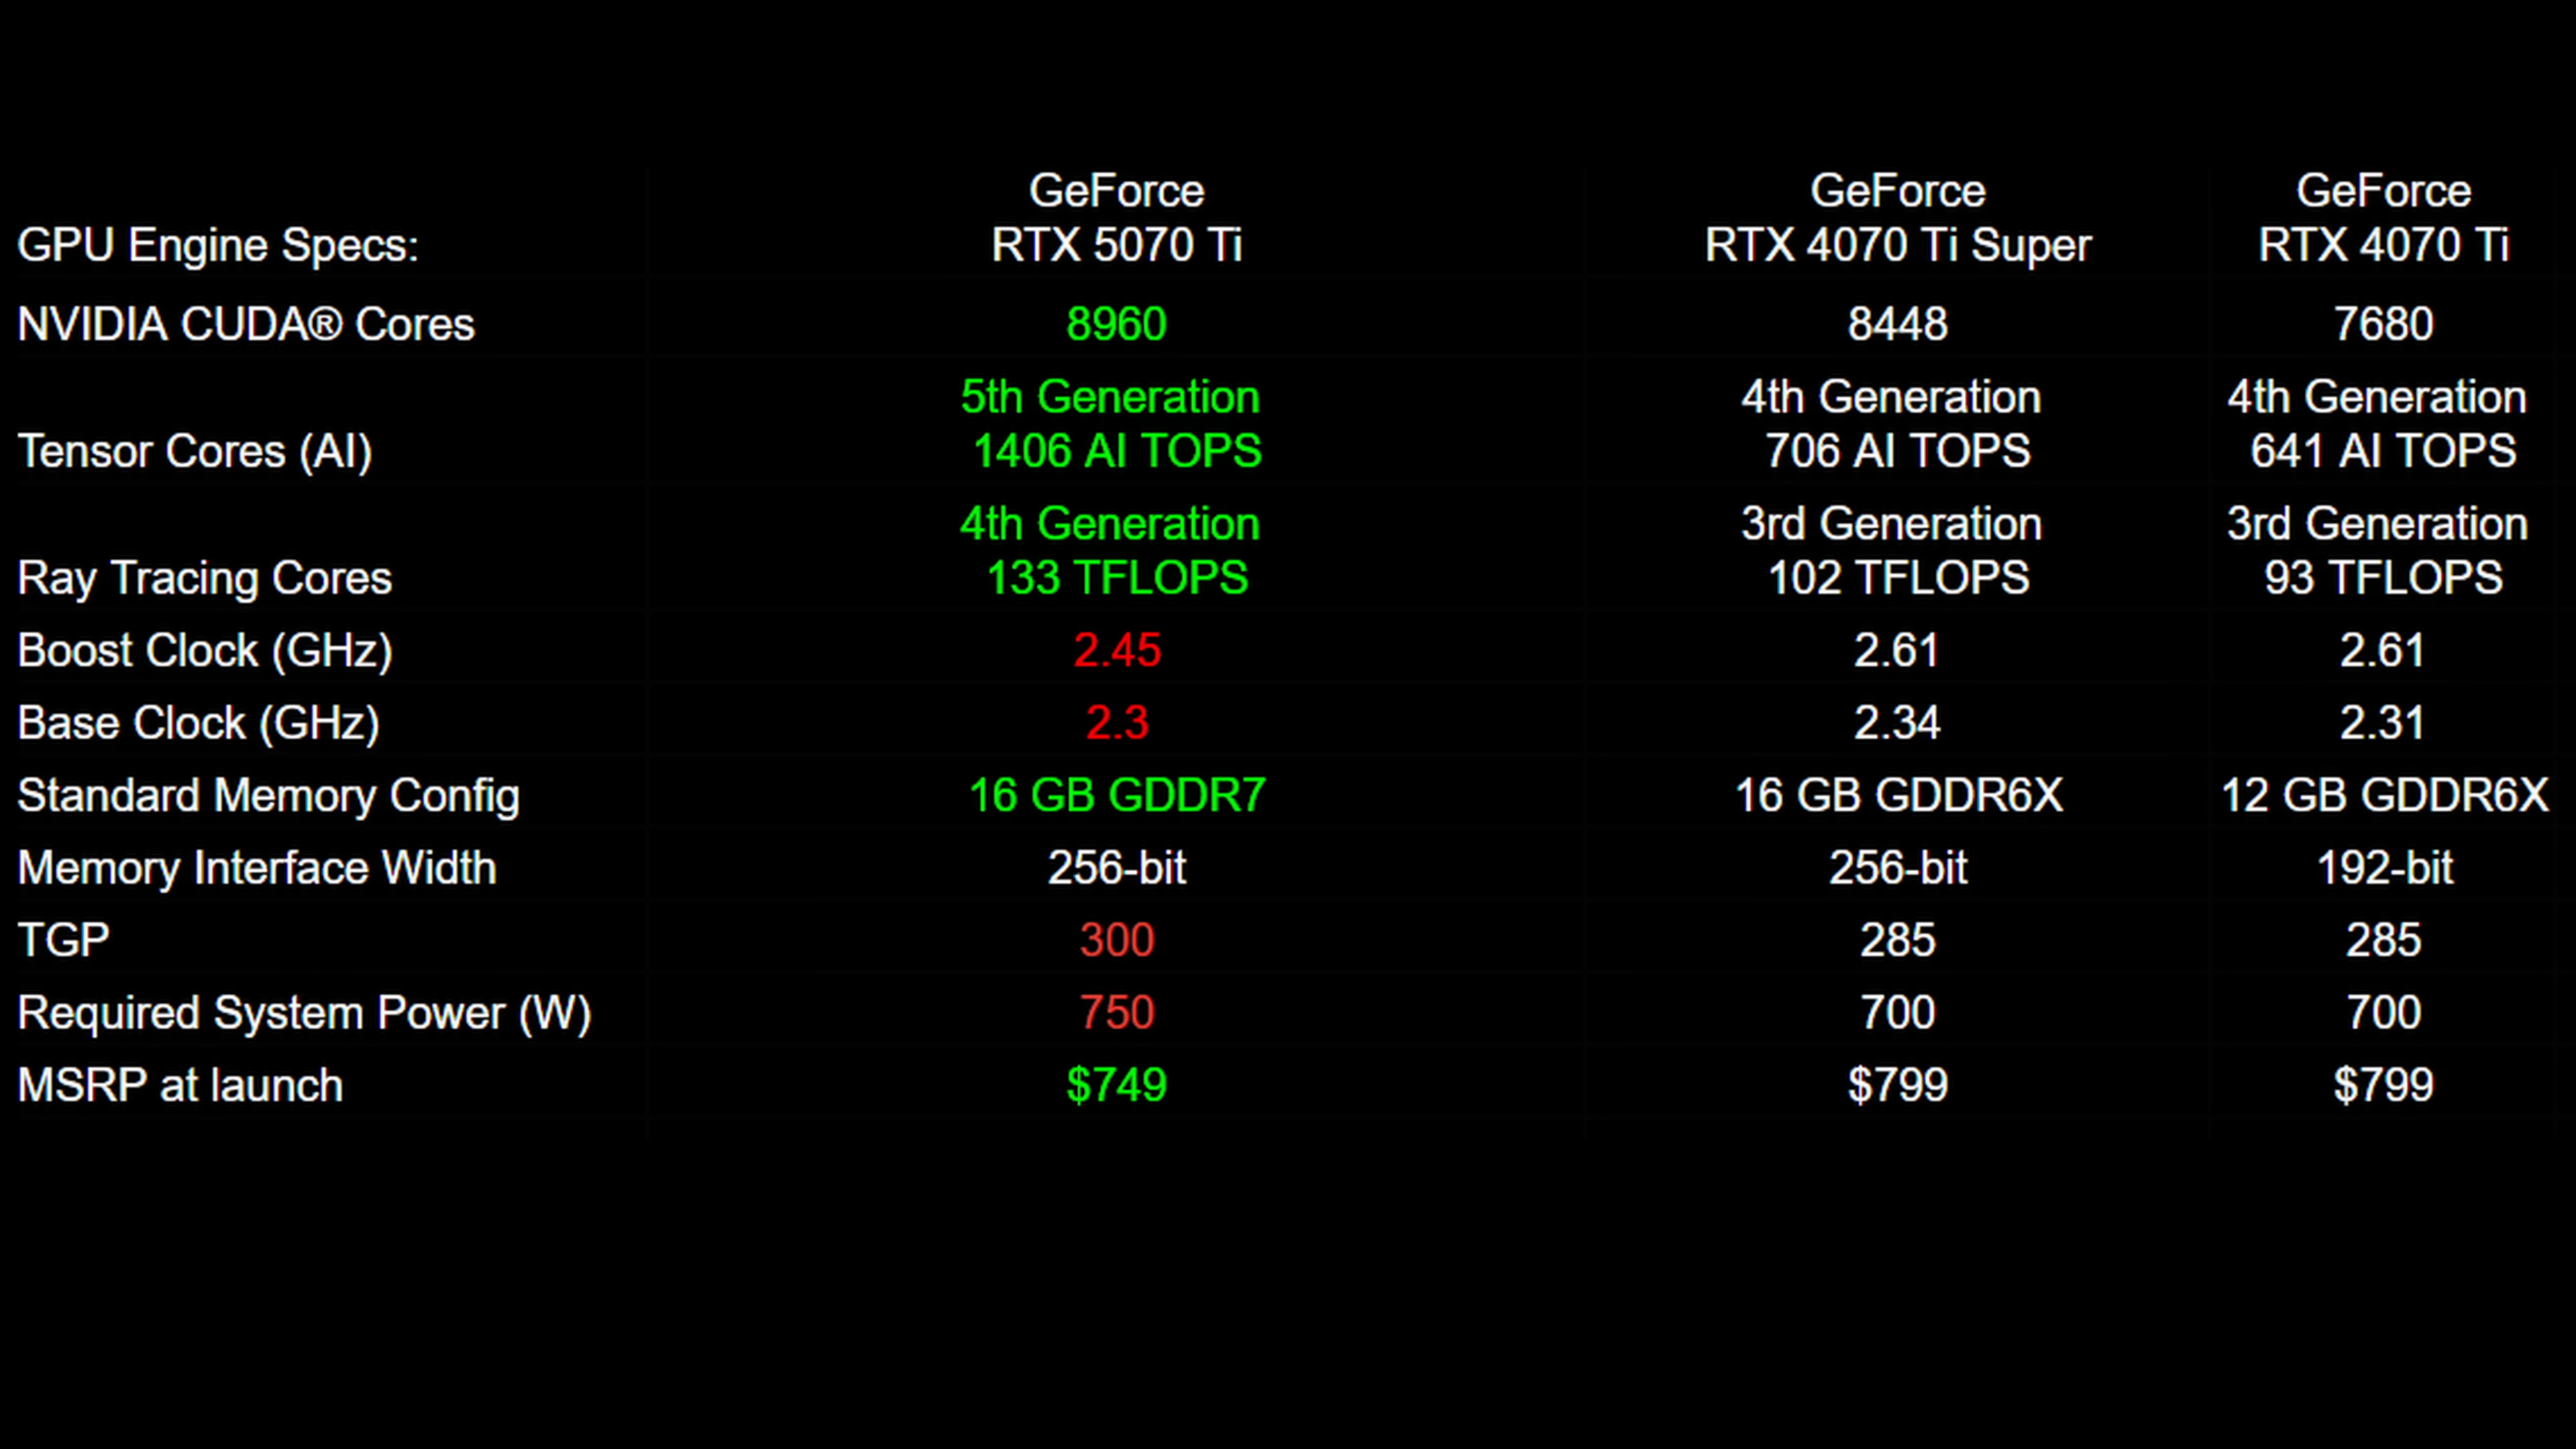 GeForce GeForce GeForce
GPU Engine Specs: RTX 5070 Ti RTX 4070 Ti Super RTX 4070 Ti
NVIDIA CUDA® Cores 8960 8448 7680
5th Generation 4th Generation 4th Generation
Tensor Cores (AI) 1406 AI TOPS 706 AI TOPS 641 AI TOPS
4th Generation 3rd Generation 3rd Generation
Ray Tracing Cores 133 TFLOPS 102 TFLOPS 93 TFLOPS
Boost Clock (GHz) 2.45 2.61 2.61
Base Clock (GHz) 2.3 2.34 2.31
Standard Memory Config 16 GB GDDR7 16 GB GDDR6X 12 GB GDDR6X
Memory Interface Width 256-bit 256-bit 192-bit
TGP 300 285 285
Required System Power (W) 750 700 700
MSRP at launch $749 $799 $799